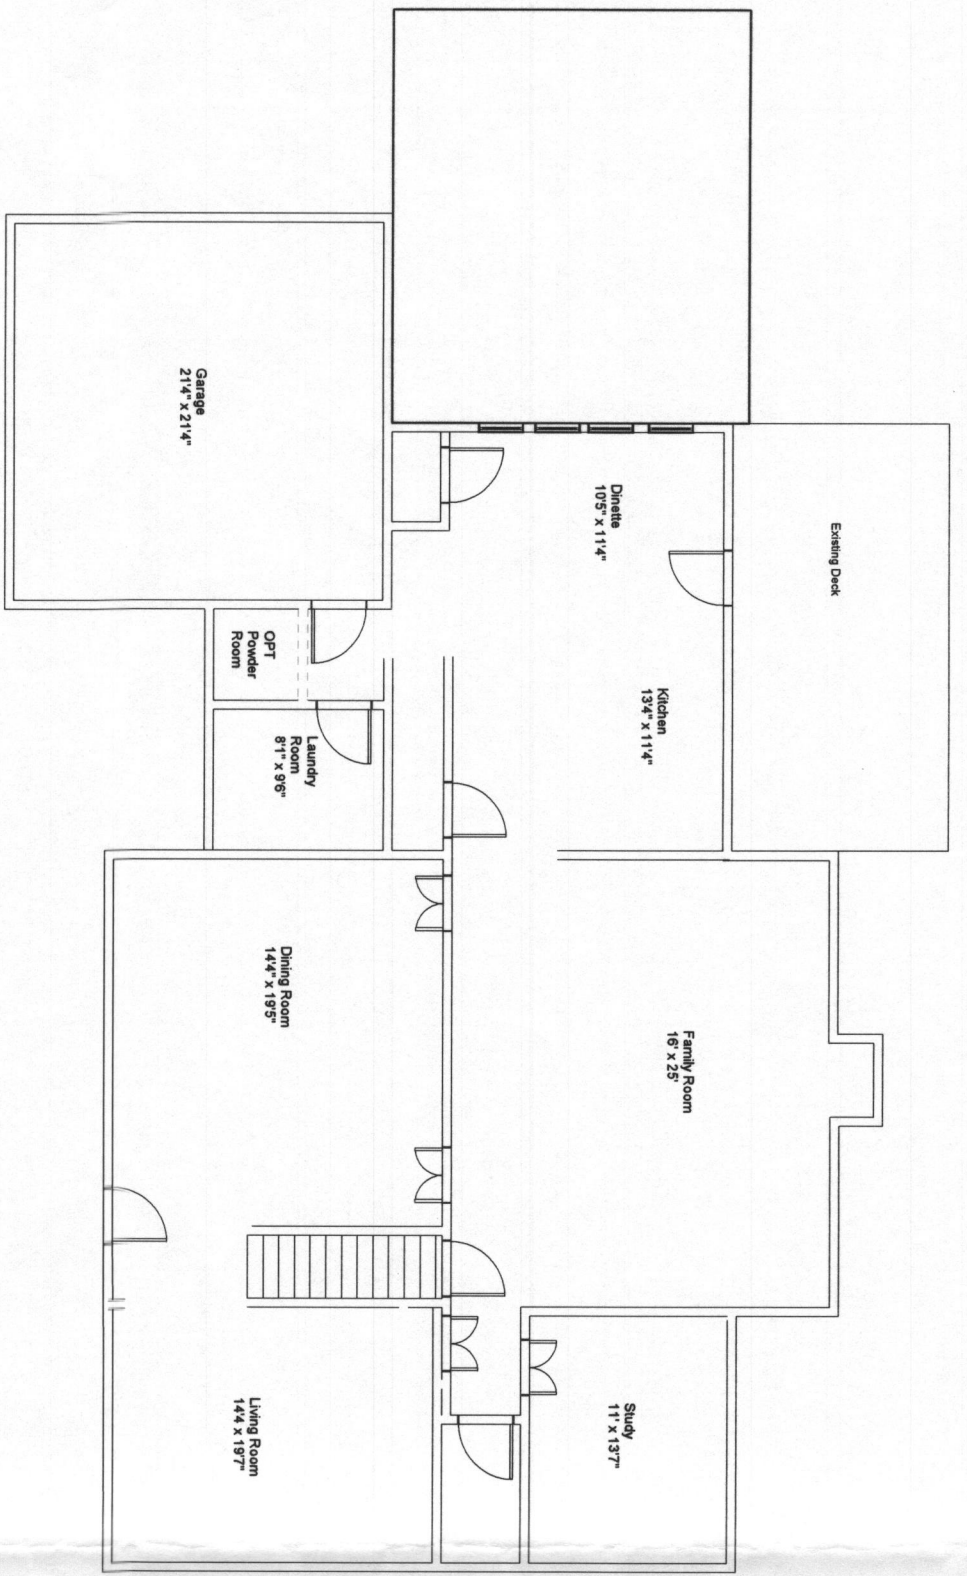 Existing Deck
Dinette
10'5" x 11'4"
Kitchen
13'4" x 11'4"
Family Room
16' x 25'
Study
11' x 13'7"
Garage
21'4" x 21'4"
OPT
Powder
Room
Laundry
Room
8'1" x 9'6"
Dining Room
14'4" x 19'5"
Living Room
14'4 x 19'7"